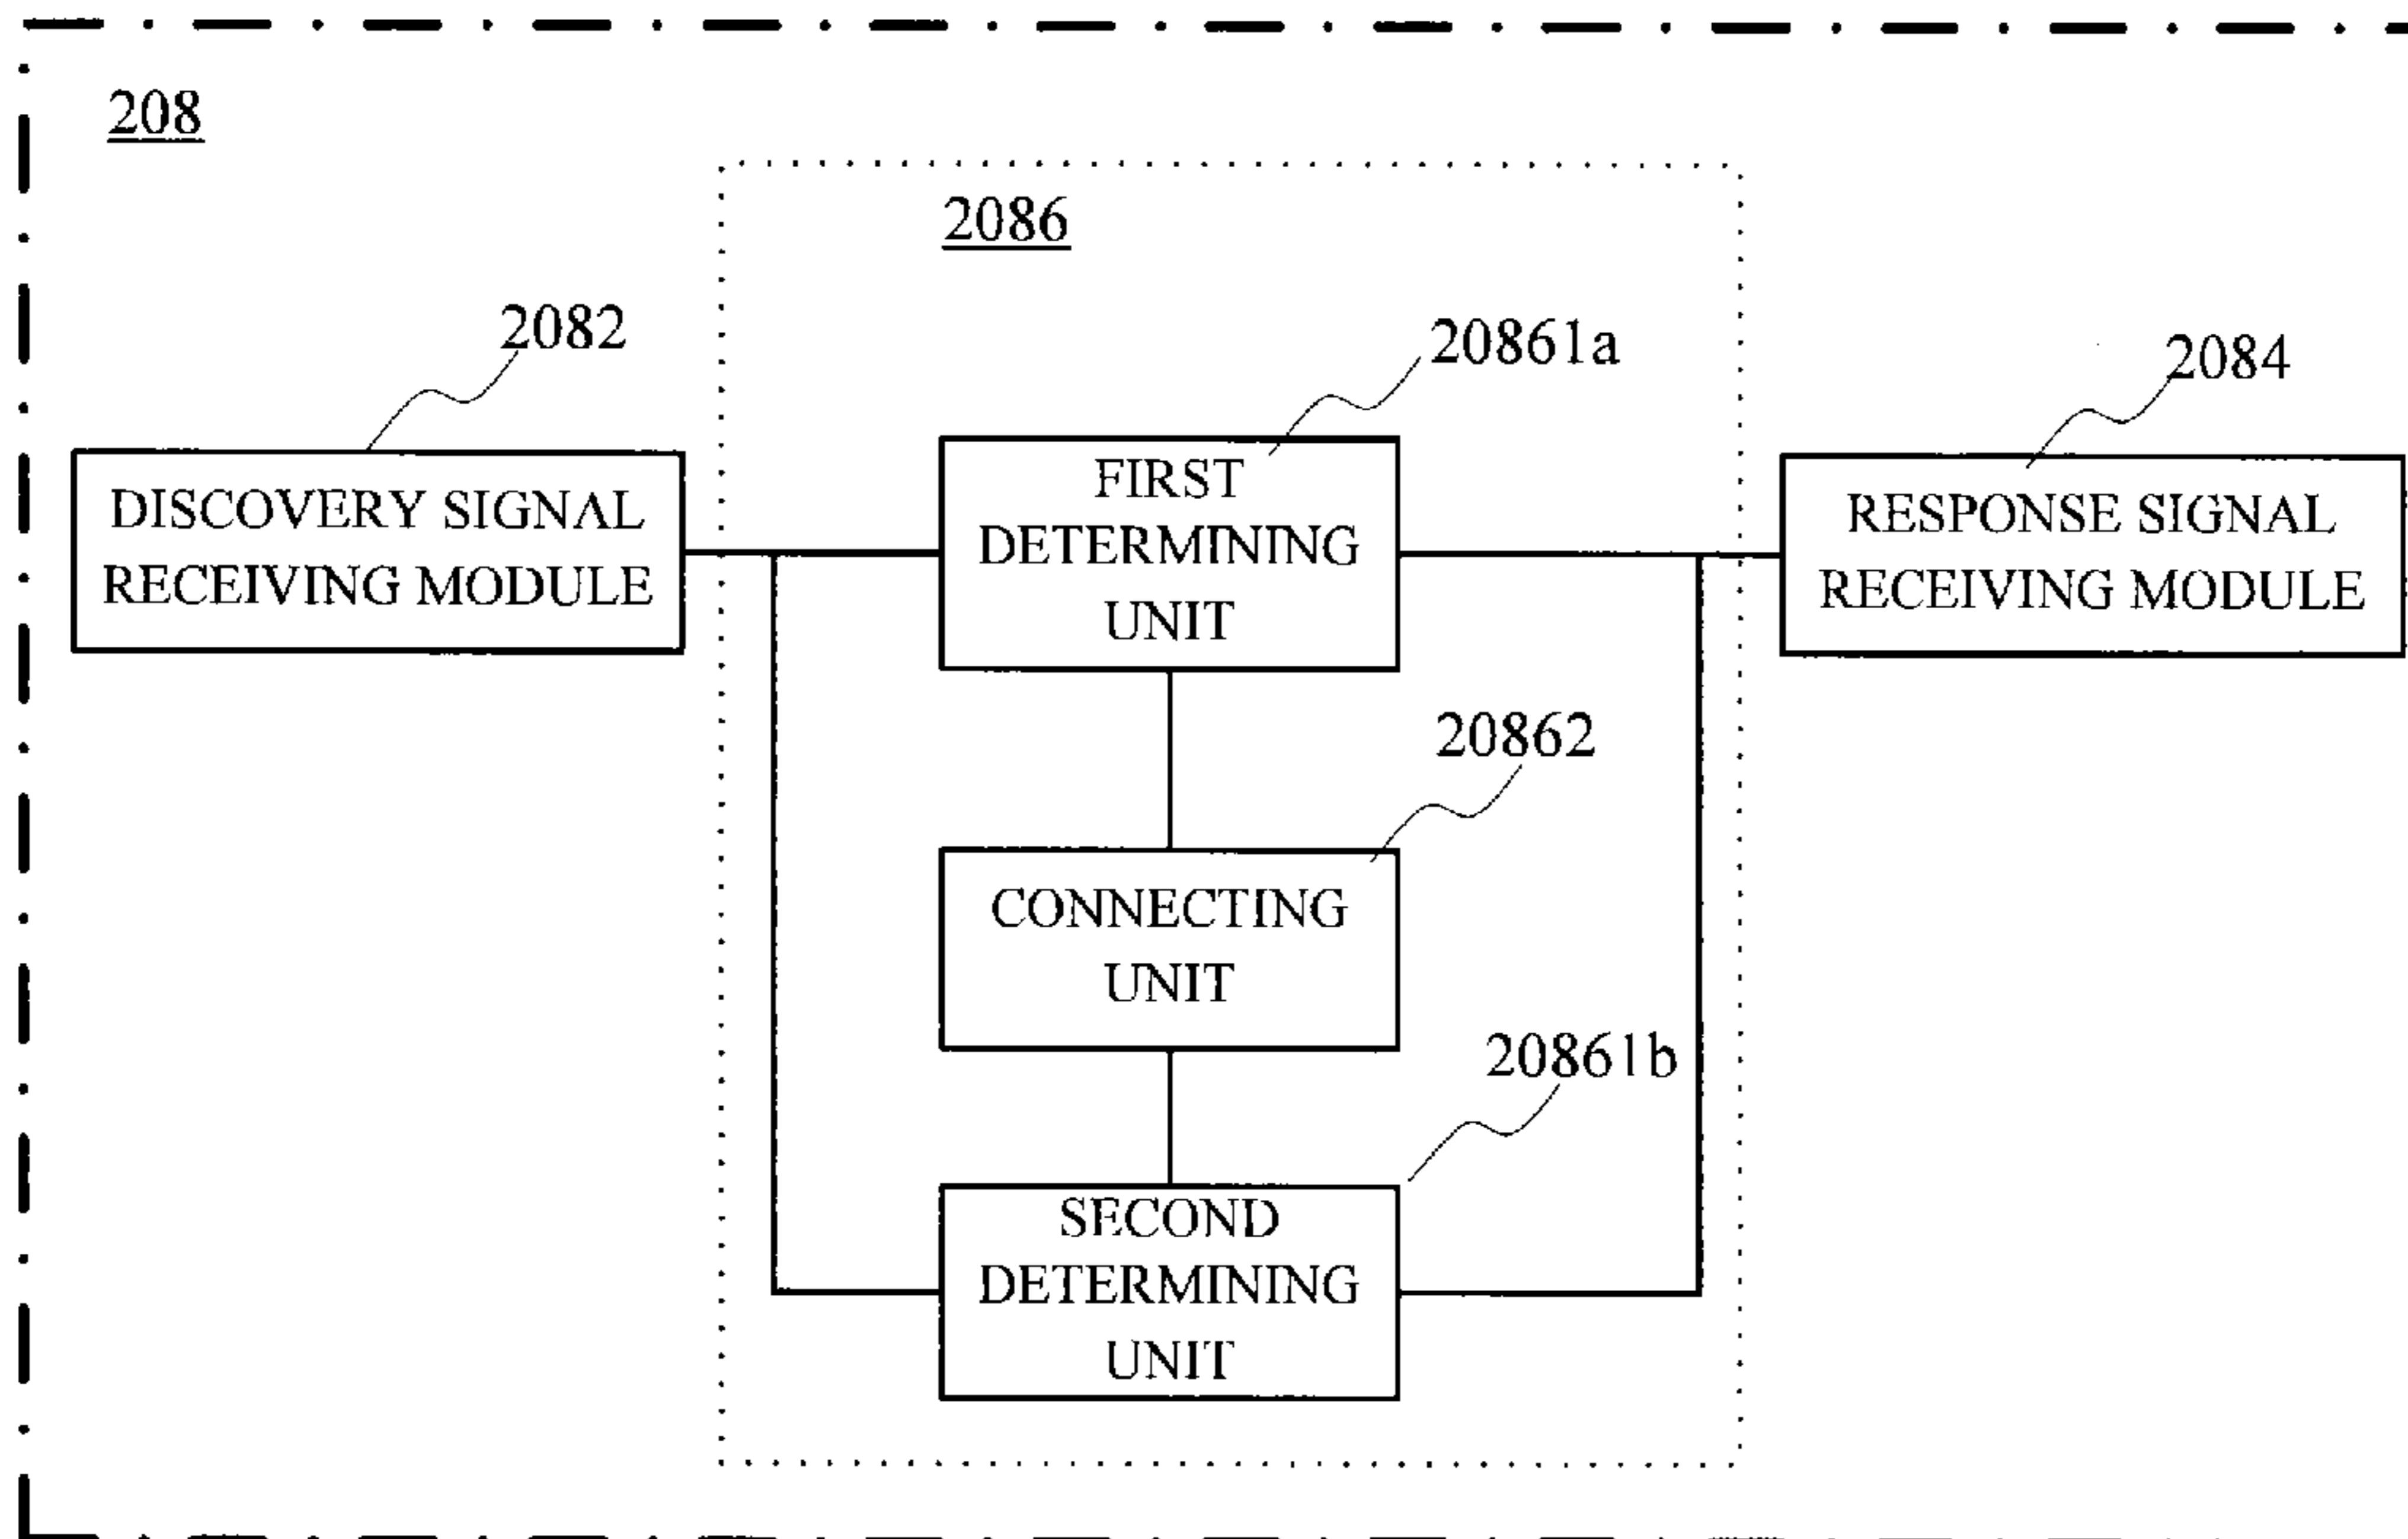 208
2086
2082
20861a
2084
DISCOVERY SIGNAL
RECEIVING MODULE
FIRST
DETERMINING
UNIT
RESPONSE SIGNAL
RECEIVING MODULE
20862
CONNECTING
UNIT
20861b
SECOND
DETERMINING
UNIT